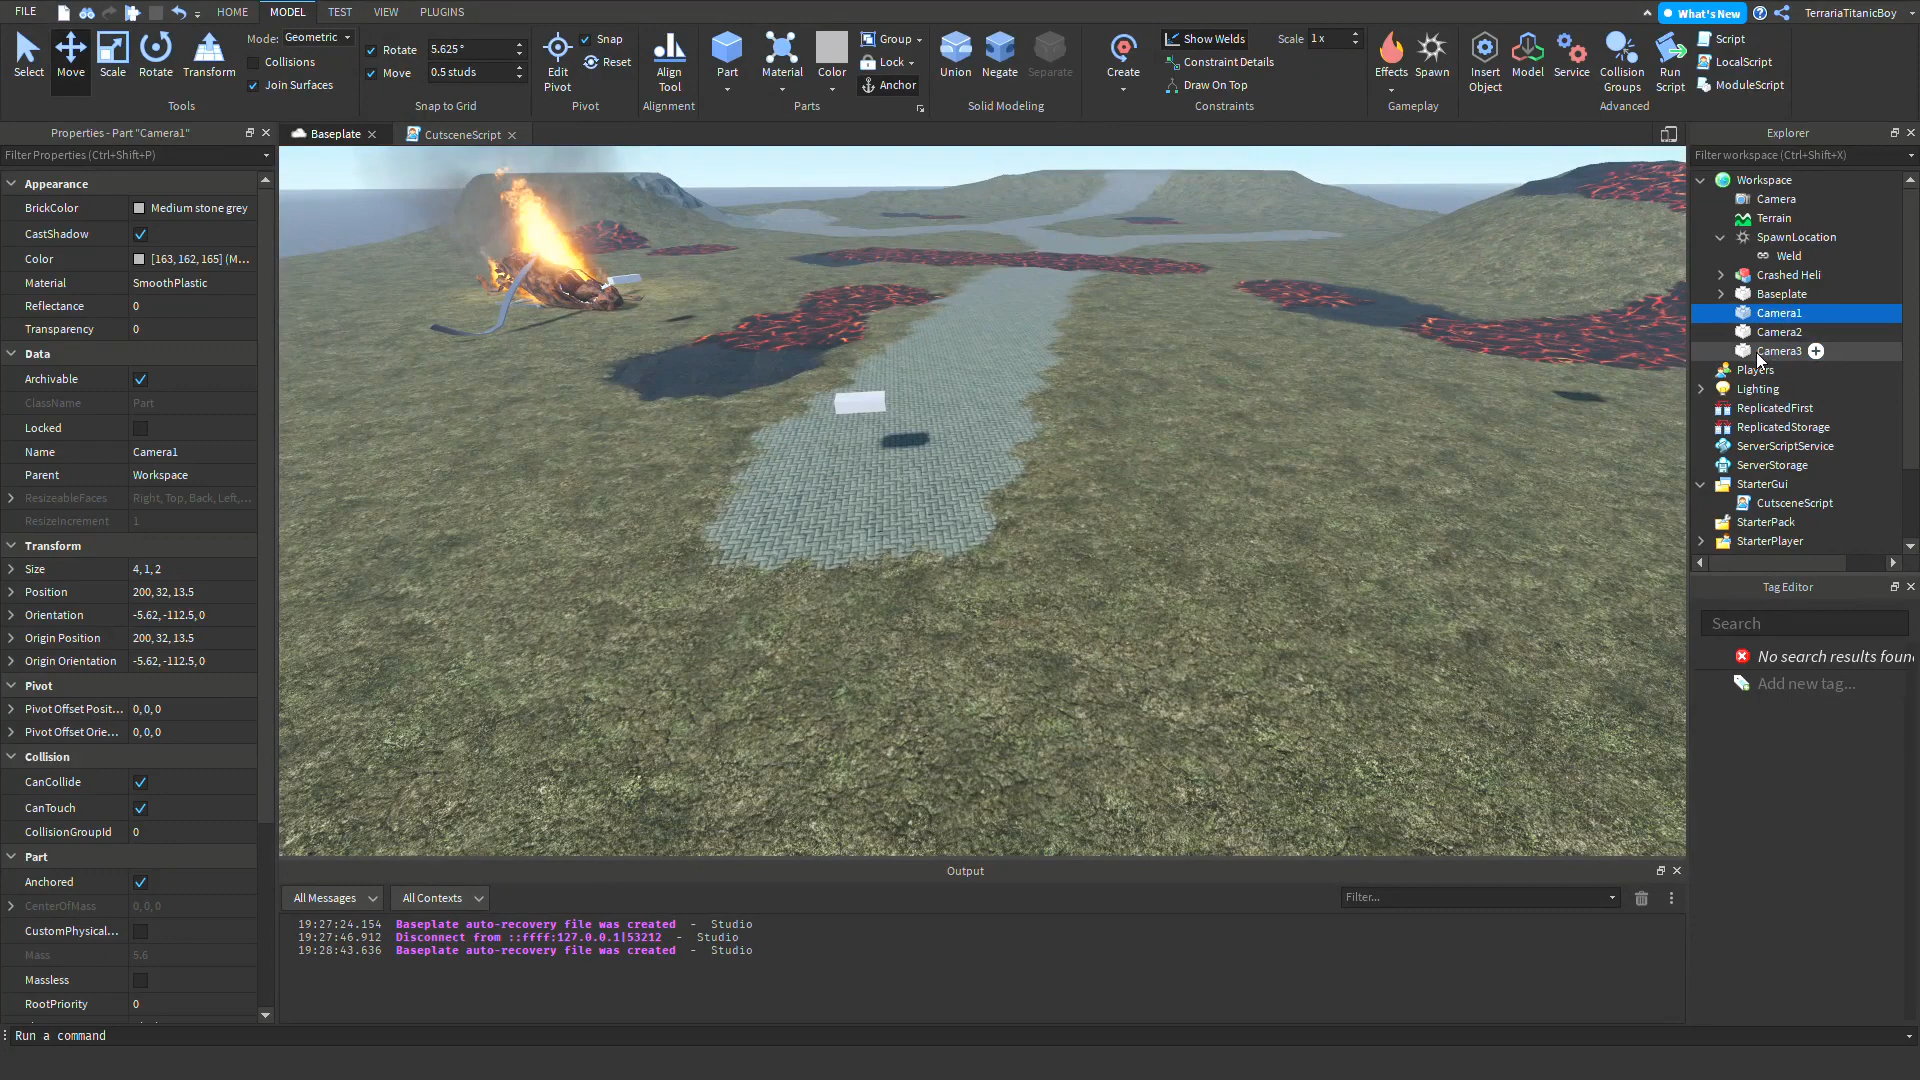 FILE HOME MODEL TEST VIEW PLUGINS What's New TerrariaTitanicBoy
Select Move Scale Rotate Transform
Mode: Geometric
Collisions
Join Surfaces
Tools
Rotate 5.625°
Move 0.5 studs
Snap to Grid
Edit Pivot
Snap
Reset
Pivot
Align Tool
Alignment
Part Material Color
Group
Lock
Anchor
Parts
Union Negate Separate
Solid Modeling
Create
Show Welds
Constraint Details
Draw On Top
Scale 1 x
Constraints
Effects Spawn
Gameplay
Insert Object
Model
Service
Collision Groups
Run Script
Script
LocalScript
ModuleScript
Advanced
Properties - Part "Camera1"
Filter Properties (Ctrl+Shift+P)
Appearance
BrickColor Medium stone grey
CastShadow
Color [163, 162, 165] (M...
Material SmoothPlastic
Reflectance 0
Transparency 0
Data
Archivable
ClassName Part
Locked
Name Camera1
Parent Workspace
ResizeableFaces Right, Top, Back, Left,...
ResizeIncrement 1
Transform
Size 4, 1, 2
Position 200, 32, 13.5
Orientation -5.62, -112.5, 0
Origin Position 200, 32, 13.5
Origin Orientation -5.62, -112.5, 0
Pivot
Pivot Offset Posit... 0, 0, 0
Pivot Offset Orie... 0, 0, 0
Collision
CanCollide
CanTouch
CollisionGroupId 0
Part
Anchored
CenterOfMass 0, 0, 0
CustomPhysical...
Mass 5.6
Massless
RootPriority 0
Baseplate
CutsceneScript
Output
All Messages All Contexts Filter...
19:27:24.154 Baseplate auto-recovery file was created - Studio
19:27:46.912 Disconnect from ::ffff:127.0.0.1|53212 - Studio
19:28:43.636 Baseplate auto-recovery file was created - Studio
Explorer
Filter workspace (Ctrl+Shift+X)
Workspace
Camera
Terrain
SpawnLocation
Weld
Crashed Heli
Baseplate
Camera1
Camera2
Camera3
Players
Lighting
ReplicatedFirst
ReplicatedStorage
ServerScriptService
ServerStorage
StarterGui
CutsceneScript
StarterPack
StarterPlayer
Tag Editor
Search
No search results foun
Add new tag...
Run a command